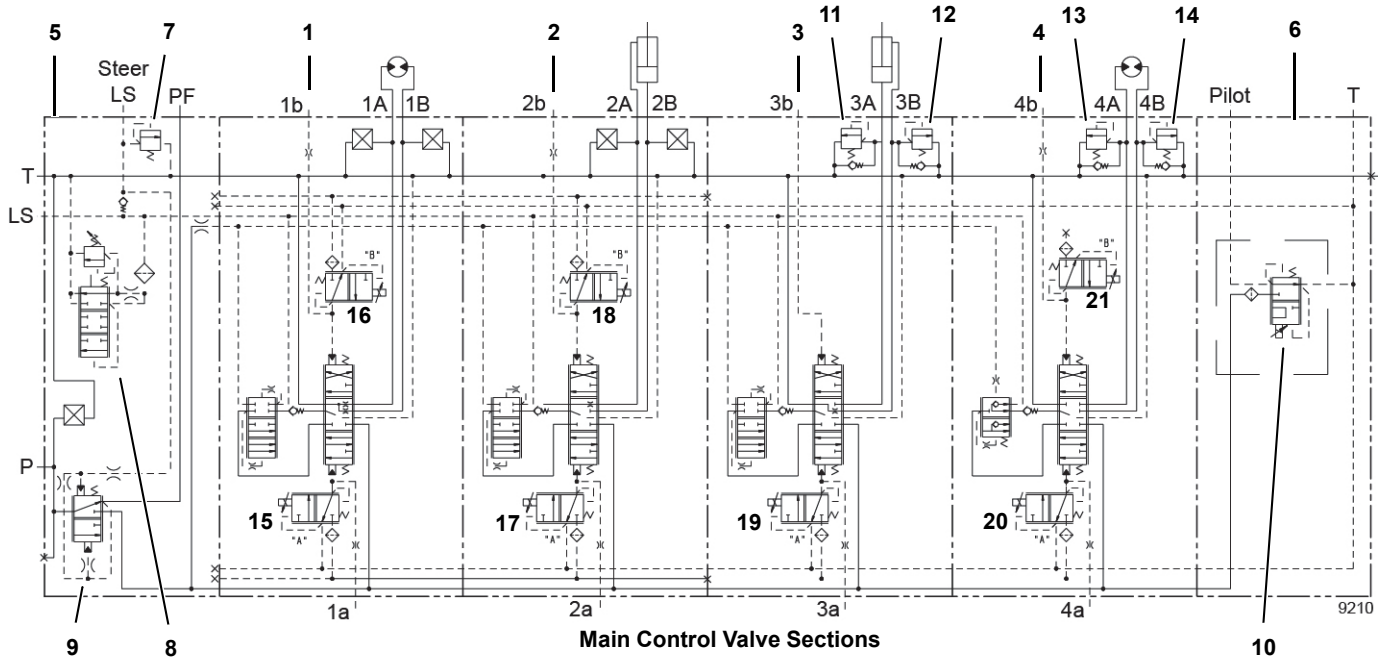 5 7 1 2 11 12 3 13 14 4 6
Steer
LS PF
1b 1A 1B 2b 2A 2B 3b 3A 3B 4b 4A 4B Pilot T
T
LS
"B" "B" "B"
16 18 21
P
15 17 19 20
"A" "A" "A" "A"
1a 2a 3a 4a 9210
Main Control Valve Sections
9 8 10